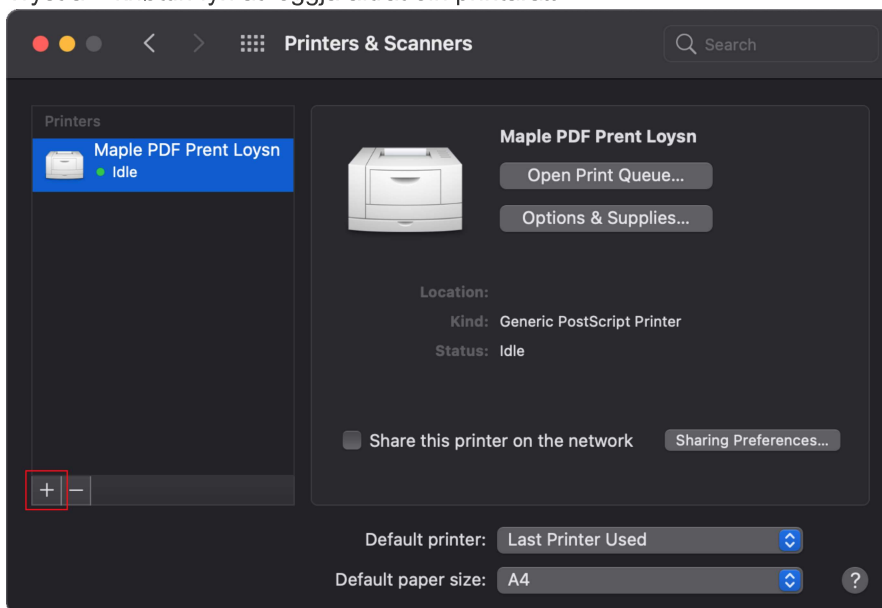 Printers & Scanners
Search
Printers
Maple PDF Prent Loysn
Idle
Maple PDF Prent Loysn
Open Print Queue...
Options & Supplies...
Location:
Kind: Generic PostScript Printer
Status: Idle
Share this printer on the network Sharing Preferences...
+ −
Default printer: Last Printer Used
Default paper size: A4 ?